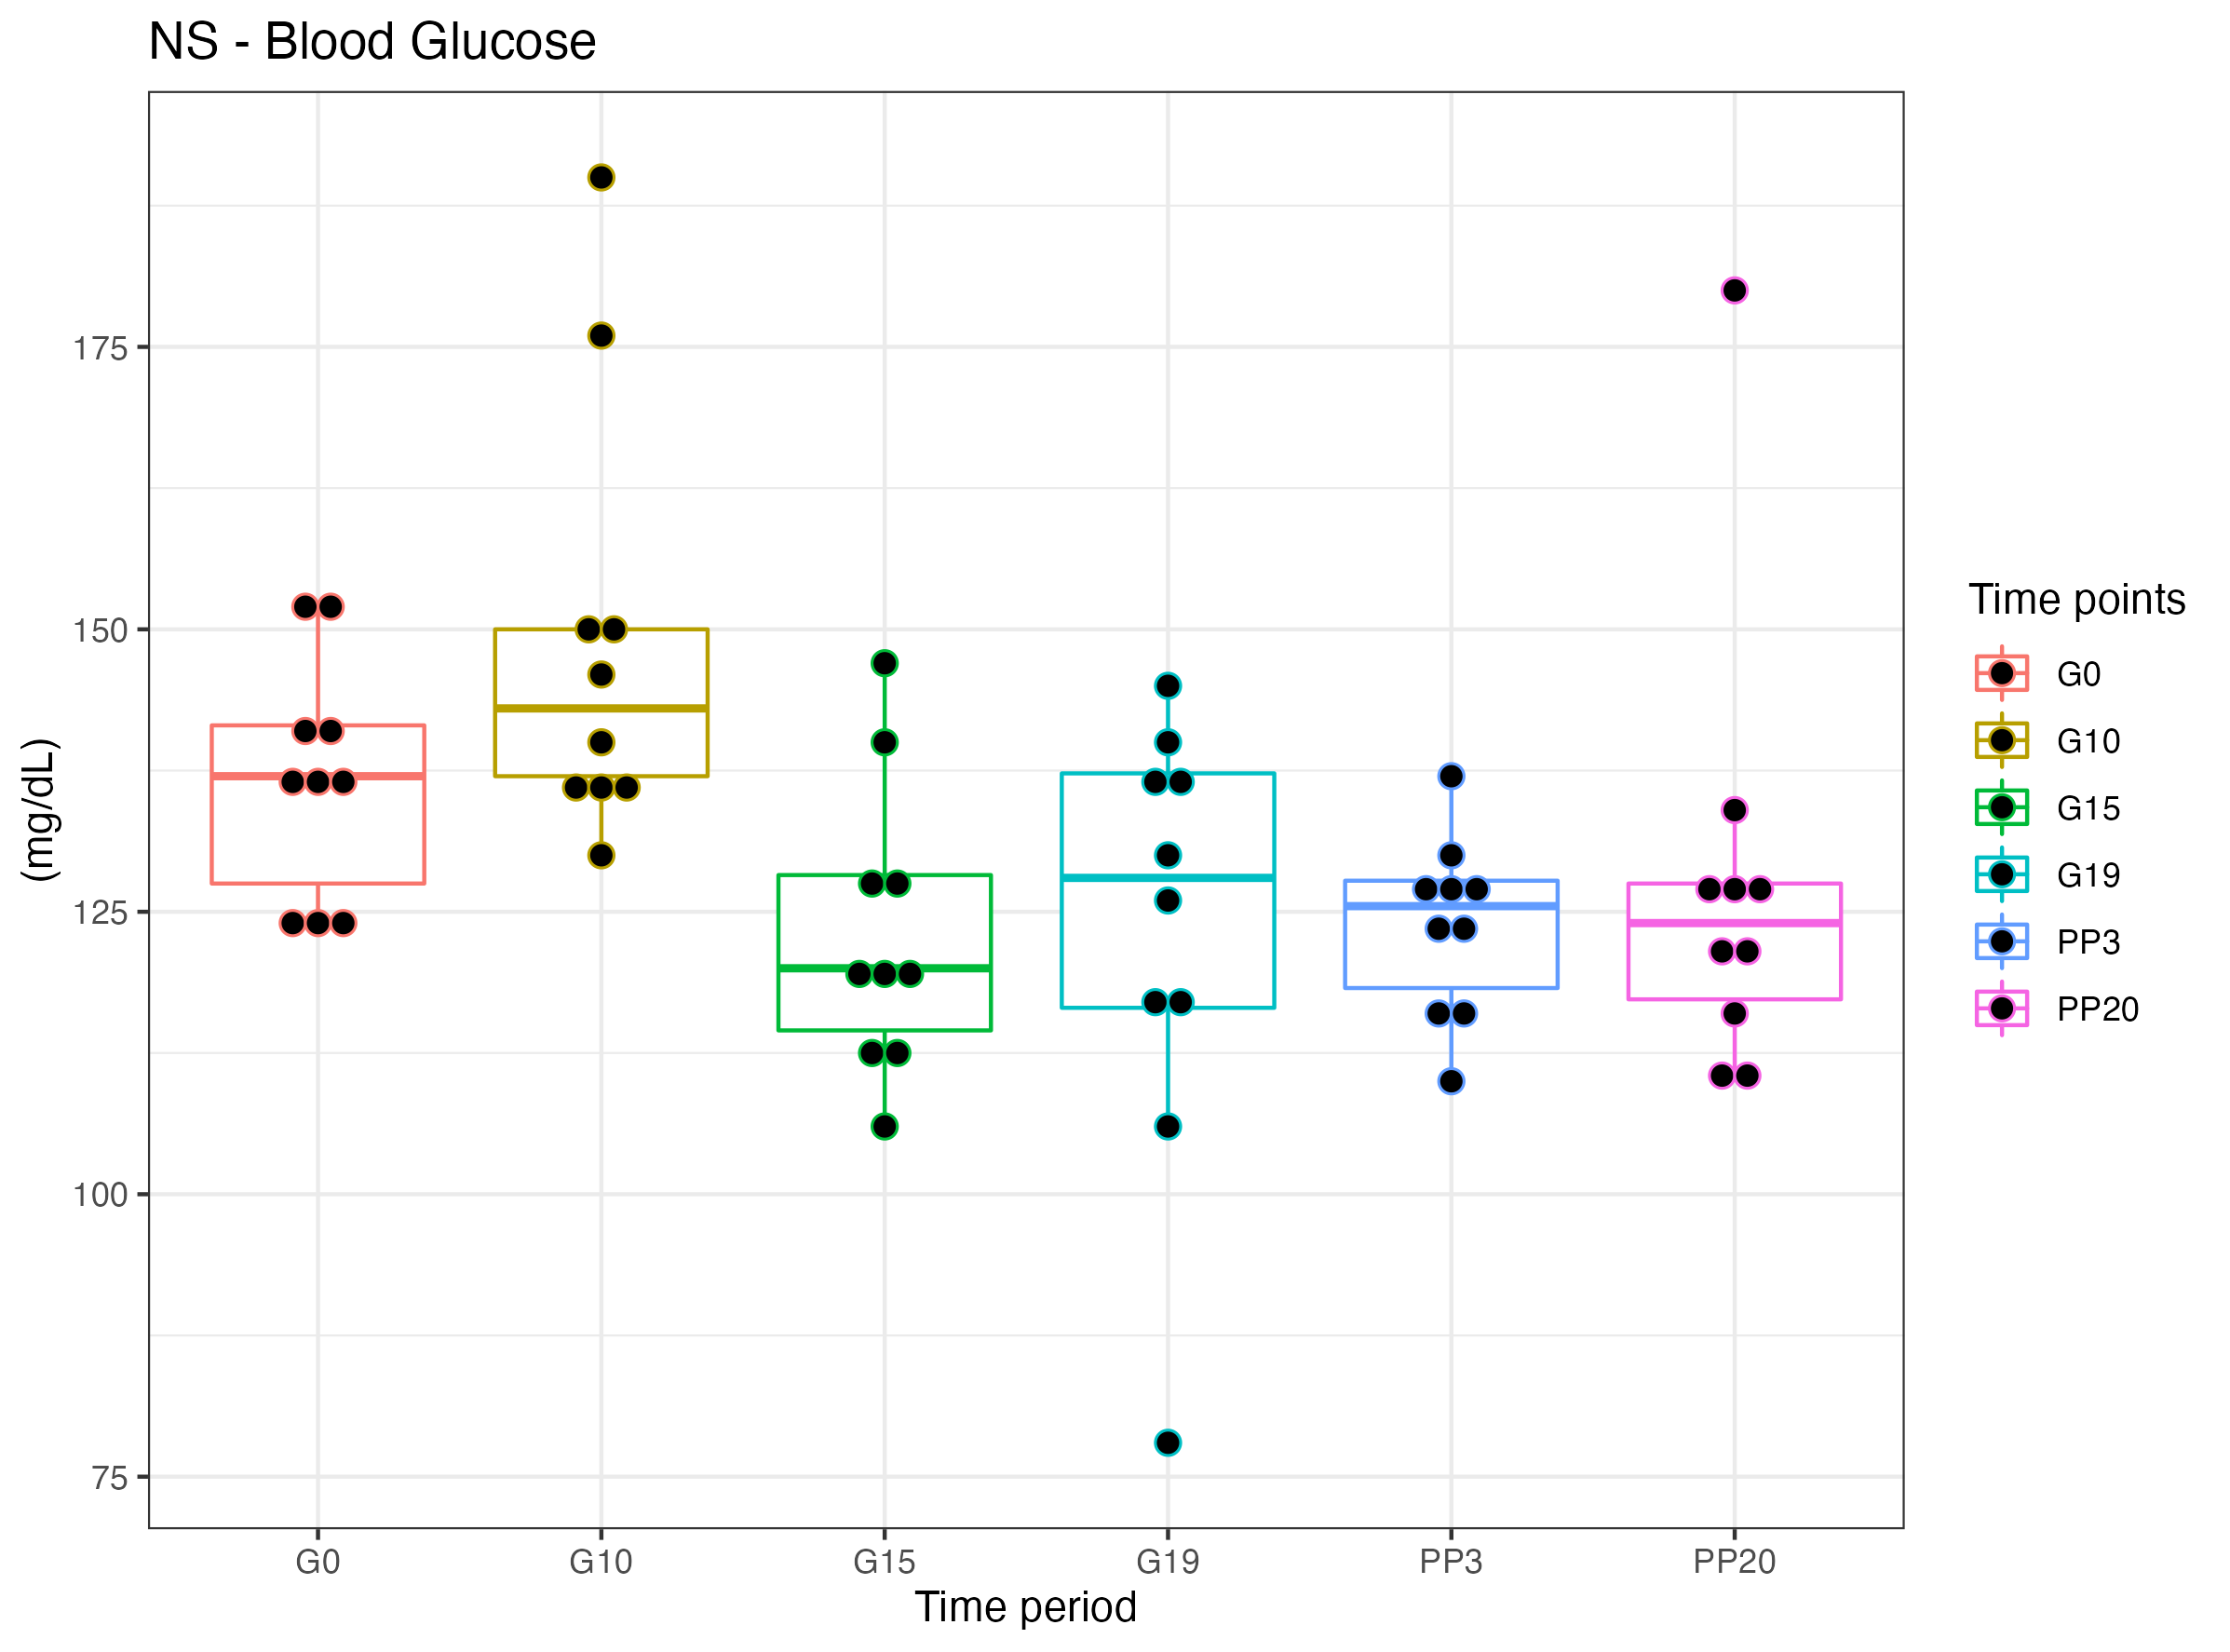 NS - Blood Glucose
(mg/dL)
175
150
125
100
75
G0 G10 G15 G19 PP3 PP20
Time period
Time points
G0
G10
G15
G19
PP3
PP20